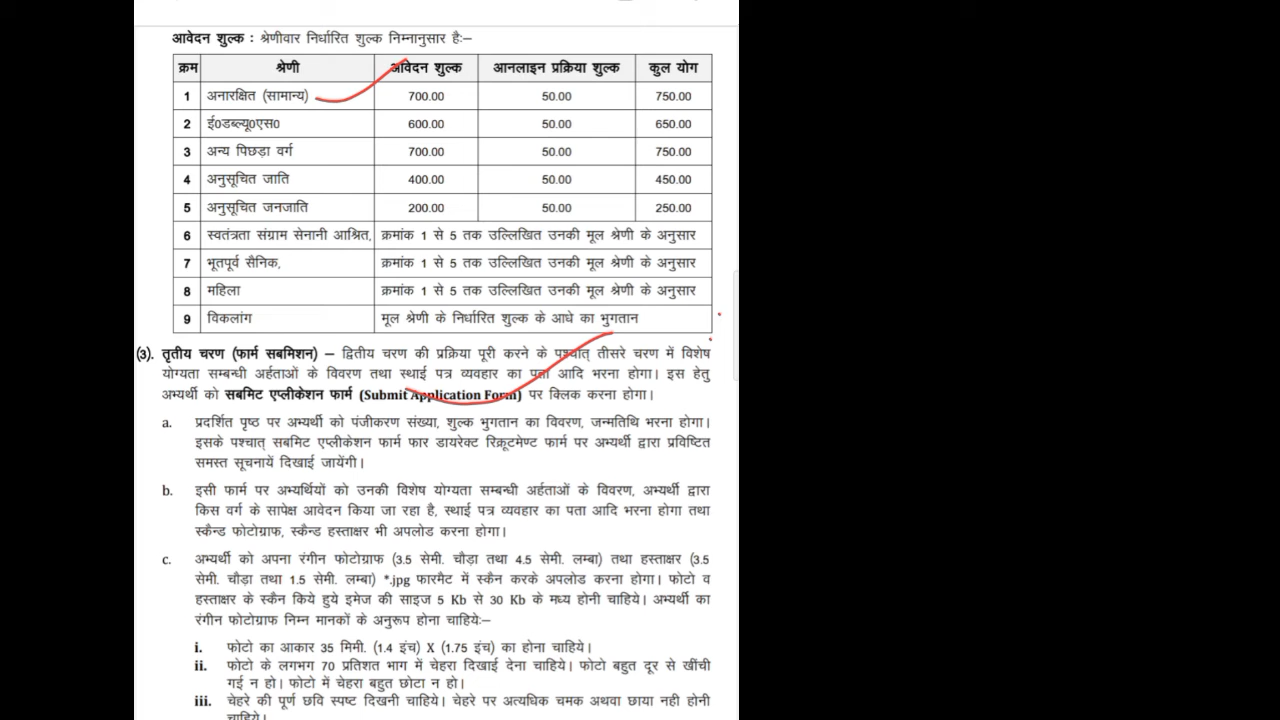 आवेदन शुल्क : श्रेणीवार निर्धारित शुल्क निम्नानुसार है:–
क्रम श्रेणी आवेदन शुल्क आनलाइन प्रक्रिया शुल्क कुल योग
1 अनारक्षित (सामान्य) 700.00 50.00 750.00
2 ई0डब्ल्यू0एस0 600.00 50.00 650.00
3 अन्य पिछड़ा वर्ग 700.00 50.00 750.00
4 अनुसूचित जाति 400.00 50.00 450.00
5 अनुसूचित जनजाति 200.00 50.00 250.00
6 स्वतंत्रता संग्राम सेनानी आश्रित, क्रमांक 1 से 5 तक उल्लिखित उनकी मूल श्रेणी के अनुसार
7 भूतपूर्व सैनिक, क्रमांक 1 से 5 तक उल्लिखित उनकी मूल श्रेणी के अनुसार
8 महिला क्रमांक 1 से 5 तक उल्लिखित उनकी मूल श्रेणी के अनुसार
9 विकलांग मूल श्रेणी के निर्धारित शुल्क के आधे का भुगतान
(3). तृतीय चरण (फार्म सबमिशन) – द्वितीय चरण की प्रक्रिया पूरी करने के पश्चात् तीसरे चरण में विशेष
योग्यता सम्बन्धी अर्हताओं के विवरण तथा स्थाई पत्र व्यवहार का पता आदि भरना होगा। इस हेतु
अभ्यर्थी को सबमिट एप्लीकेशन फार्म (Submit Application Form) पर क्लिक करना होगा।
a. प्रदर्शित पृष्ठ पर अभ्यर्थी को पंजीकरण संख्या, शुल्क भुगतान का विवरण, जन्मतिथि भरना होगा।
इसके पश्चात् सबमिट एप्लीकेशन फार्म फार डायरेक्ट रिक्रूटमेण्ट फार्म पर अभ्यर्थी द्वारा प्रविष्टित
समस्त सूचनायें दिखाई जायेंगी।
b. इसी फार्म पर अभ्यर्थियों को उनकी विशेष योग्यता सम्बन्धी अर्हताओं के विवरण, अभ्यर्थी द्वारा
किस वर्ग के सापेक्ष आवेदन किया जा रहा है, स्थाई पत्र व्यवहार का पता आदि भरना होगा तथा
स्कैन्ड फोटोग्राफ, स्कैन्ड हस्ताक्षर भी अपलोड करना होगा।
c. अभ्यर्थी को अपना रंगीन फोटोग्राफ (3.5 सेमी. चौड़ा तथा 4.5 सेमी. लम्बा) तथा हस्ताक्षर (3.5
सेमी. चौड़ा तथा 1.5 सेमी. लम्बा) *.jpg फारमैट में स्कैन करके अपलोड करना होगा। फोटो व
हस्ताक्षर के स्कैन किये हुये इमेज की साइज 5 Kb से 30 Kb के मध्य होनी चाहिये। अभ्यर्थी का
रंगीन फोटोग्राफ निम्न मानकों के अनुरूप होना चाहिये:–
i. फोटो का आकार 35 मिमी. (1.4 इंच) X (1.75 इंच) का होना चाहिये।
ii. फोटो के लगभग 70 प्रतिशत भाग में चेहरा दिखाई देना चाहिये। फोटो बहुत दूर से खींची
गई न हो। फोटो में चेहरा बहुत छोटा न हो।
iii. चेहरे की पूर्ण छवि स्पष्ट दिखनी चाहिये। चेहरे पर अत्यधिक चमक अथवा छाया नही होनी
चाहिये।